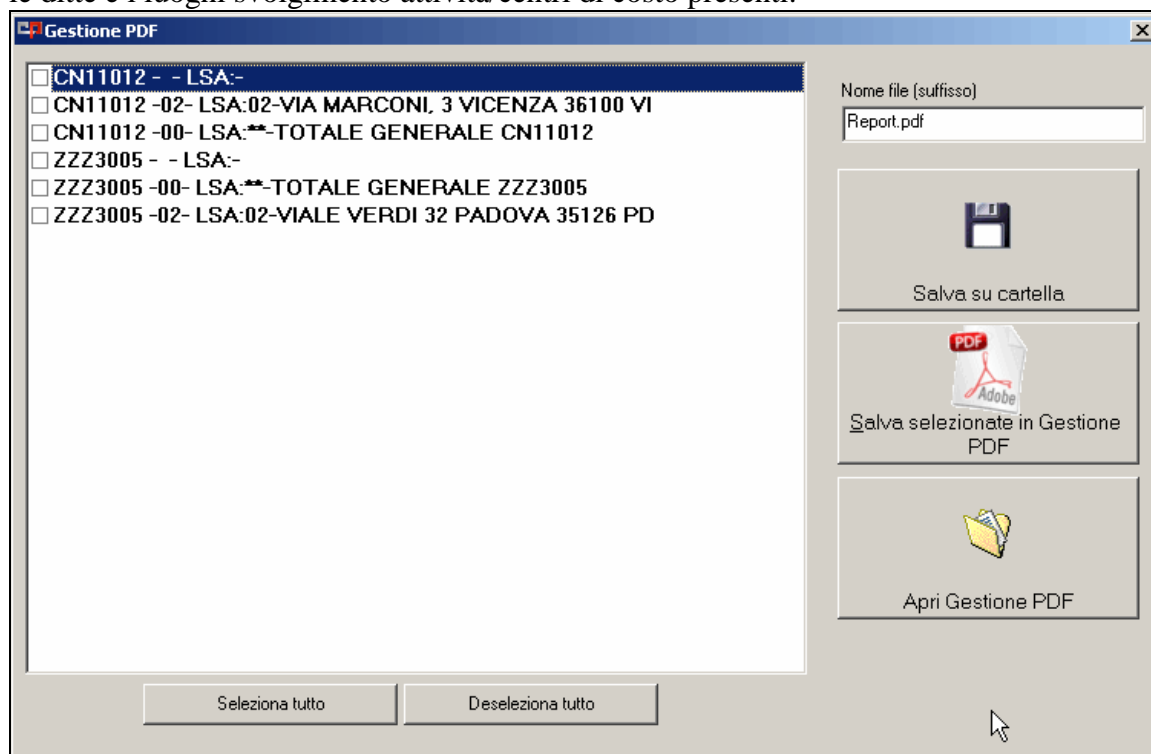 le ditte e i luoghi svolgimento attività/centri di costo presenti.
Gestione PDF
CN11012 - - LSA:-
CN11012 -02- LSA:02-VIA MARCONI, 3 VICENZA 36100 VI
CN11012 -00- LSA:**-TOTALE GENERALE CN11012
ZZZ3005 - - LSA:-
ZZZ3005 -00- LSA:**-TOTALE GENERALE ZZZ3005
ZZZ3005 -02- LSA:02-VIALE VERDI 32 PADOVA 35126 PD
Nome file (suffisso)
Report.pdf
Salva su cartella
PDF
Adobe
Salva selezionate in Gestione
PDF
Apri Gestione PDF
Seleziona tutto
Deseleziona tutto